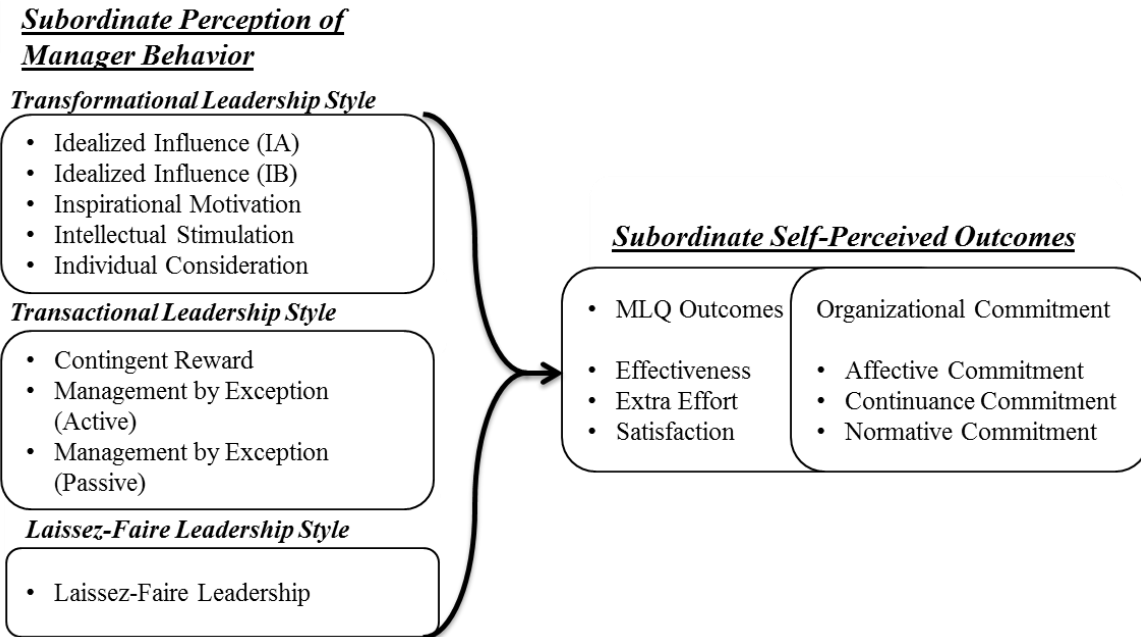 Subordinate Perception of
Manager Behavior
Transformational Leadership Style
• Idealized Influence (IA)
• Idealized Influence (IB)
• Inspirational Motivation
• Intellectual Stimulation
• Individual Consideration
Transactional Leadership Style
• Contingent Reward
• Management by Exception
(Active)
• Management by Exception
(Passive)
Laissez-Faire Leadership Style
• Laissez-Faire Leadership
Subordinate Self-Perceived Outcomes
• MLQ Outcomes
• Effectiveness
• Extra Effort
• Satisfaction
Organizational Commitment
• Affective Commitment
• Continuance Commitment
• Normative Commitment